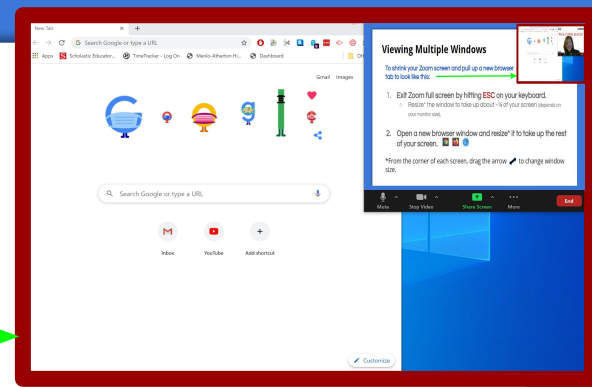 New Tab
Search Google or type a URL
Apps
Scholastic Educator...
TimeTracker - Log On
Menlo-Atherton Hi...
Dashboard
Gmail Images
Search Google or type a URL
Inbox
YouTube
Add shortcut
Customize
Viewing Multiple Windows
To shrink your Zoom screen and pull up a new browser
tab to look like this:
1. Exit Zoom full screen by hitting ESC on your keyboard.
○ Resize* the window to take up about ~¼ of your screen (depends on
your monitor size).
2. Open a new browser window and resize* it to take up the rest
of your screen.
*From the corner of each screen, drag the arrow to change window
size.
Mute
Stop Video
Share Screen
More
End